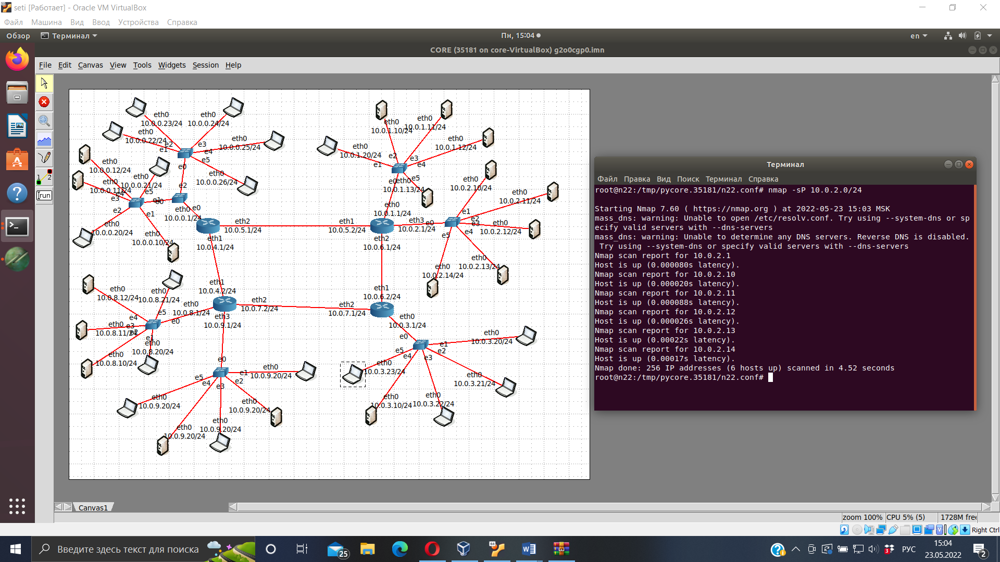 seti [Работает] - Oracle VM VirtualBox
Файл Машина Вид Ввод Устройства Справка
Обзор Терминал Пн, 15:04 en
CORE (35181 on core-VirtualBox) g2o0cgp0.imn
File Edit Canvas View Tools Widgets Session Help
eth0
10.0.0.23/24
eth0
10.0.0.24/24
eth0
10.0.0.22/24
eth0
10.0.0.25/24
e2
e1
e3
e4
e5
e0
eth0
10.0.0.26/24
eth0
10.0.0.12/24
eth0
10.0.0.11/24
eth0
10.0.0.21/24
e4
e3
e5
e2
e1
e0
e2
e1
e0
eth0
10.0.0.20/24
eth0
10.0.0.10/24
eth0
10.0.0.1/24
eth2
10.0.5.1/24
eth1
10.0.4.1/24
eth1
10.0.5.2/24
eth0
10.0.1.10/24
eth0
10.0.1.11/24
eth0
10.0.1.12/24
eth0
10.0.1.20/24
e2
e1
e3
e4
e5
e0
eth0
10.0.1.13/24
eth0
10.0.1.1/24
eth3
10.0.2.1/24
eth2
10.0.6.1/24
eth0
10.0.2.10/24
eth0
10.0.2.11/24
e1
e2
e3
e0
e4
e5
eth0
10.0.2.12/24
eth0
10.0.2.13/24
eth0
10.0.2.14/24
eth1
10.0.4.2/24
eth2
10.0.7.2/24
eth0
10.0.8.1/24
eth3
10.0.9.1/24
eth0
10.0.8.12/24
eth0
10.0.8.21/24
e5
e4
e3
e2
e1
e0
eth0
10.0.8.11/24
eth0
10.0.8.10/24
eth0
10.0.8.20/24
eth1
10.0.6.2/24
eth2
10.0.7.1/24
eth0
10.0.3.1/24
e0
e5
e4
e3
e1
e2
eth0
10.0.3.20/24
eth0
10.0.3.21/24
eth0
10.0.3.22/24
eth0
10.0.3.10/24
eth0
10.0.3.23/24
e0
e1
e2
e3
e4
e5
eth0
10.0.9.20/24
eth0
10.0.9.20/24
eth0
10.0.9.20/24
eth0
10.0.9.20/24
eth0
10.0.9.20/24
1 2
run
Терминал
Файл Правка Вид Поиск Терминал Справка
root@n22:/tmp/pycore.35181/n22.conf# nmap -sP 10.0.2.0/24
Starting Nmap 7.60 ( https://nmap.org ) at 2022-05-23 15:03 MSK
mass_dns: warning: Unable to open /etc/resolv.conf. Try using --system-dns or sp
ecify valid servers with --dns-servers
mass_dns: warning: Unable to determine any DNS servers. Reverse DNS is disabled.
Try using --system-dns or specify valid servers with --dns-servers
Nmap scan report for 10.0.2.1
Host is up (0.000080s latency).
Nmap scan report for 10.0.2.10
Host is up (0.000020s latency).
Nmap scan report for 10.0.2.11
Host is up (0.000088s latency).
Nmap scan report for 10.0.2.12
Host is up (0.000026s latency).
Nmap scan report for 10.0.2.13
Host is up (0.00022s latency).
Nmap scan report for 10.0.2.14
Host is up (0.00017s latency).
Nmap done: 256 IP addresses (6 hosts up) scanned in 4.52 seconds
root@n22:/tmp/pycore.35181/n22.conf#
Canvas1
zoom 100% CPU 5% (5) 1728M free
Right Ctrl
Введите здесь текст для поиска
25
64
РУС
15:04
23.05.2022
3
2